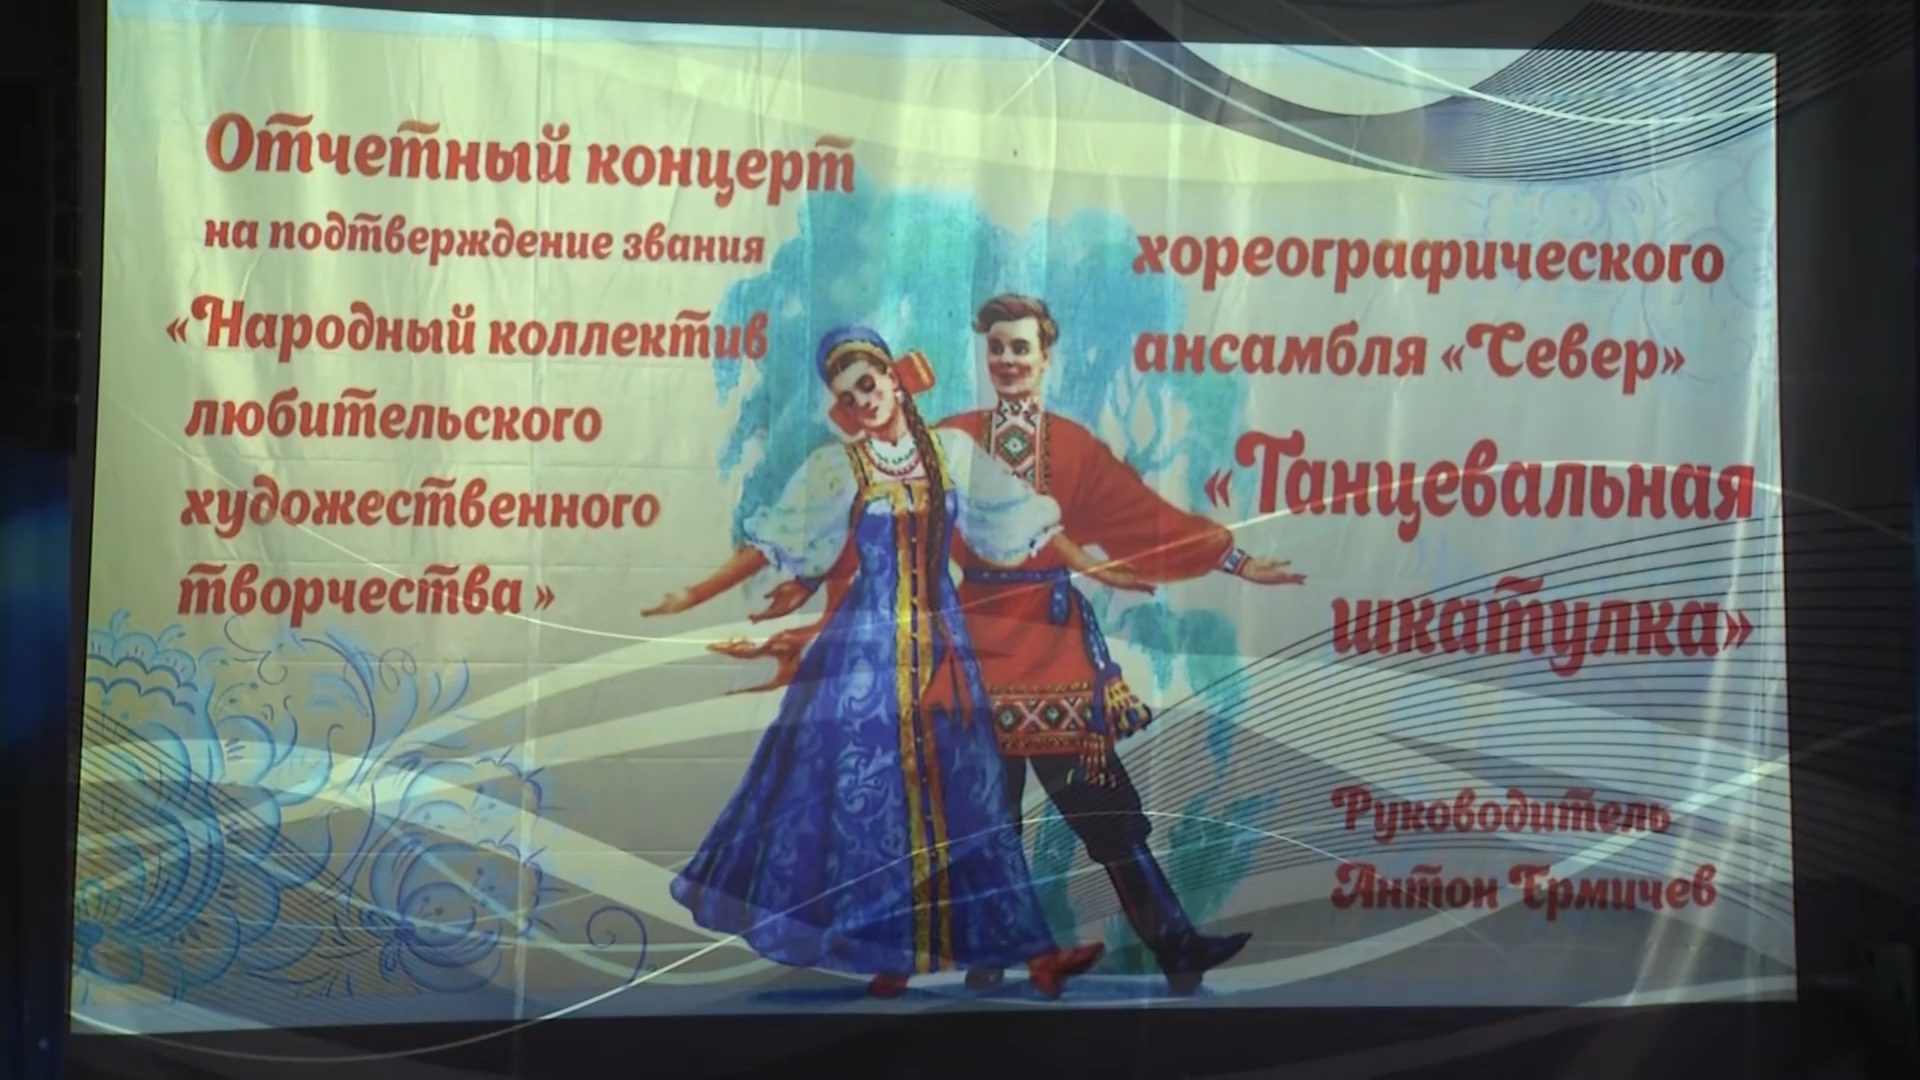 Отчетный концерт
на подтверждение звания
«Народный коллектив
любительского
художественного
творчества»
хореографического
ансамбля «Север»
«Танцевальная
шкатулка»
Руководитель
Антон Ермичев